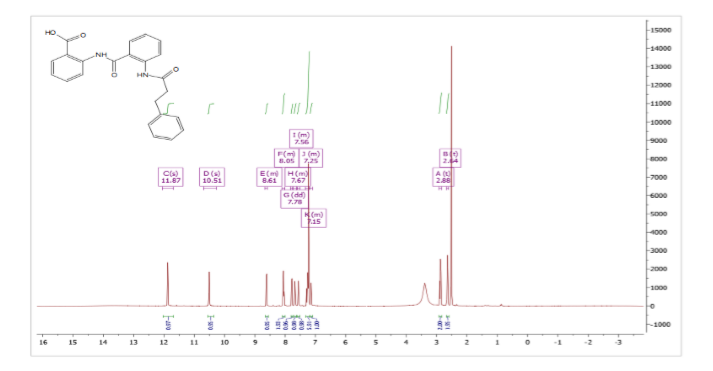 HO
O
NH
O
HN
O
I (m)
7.56
F (m)
8.05
J (m)
7.25
B (t)
2.64
C(s)
11.87
D (s)
10.51
E (m)
8.61
H (m)
7.67
A (t)
2.88
G (dd)
7.78
K (m)
7.15
15000
14000
13000
12000
11000
10000
9000
8000
7000
6000
5000
4000
3000
2000
1000
0
-1000
16 15 14 13 12 11 10 9 8 7 6 5 4 3 2 1 0 -1 -2 -3